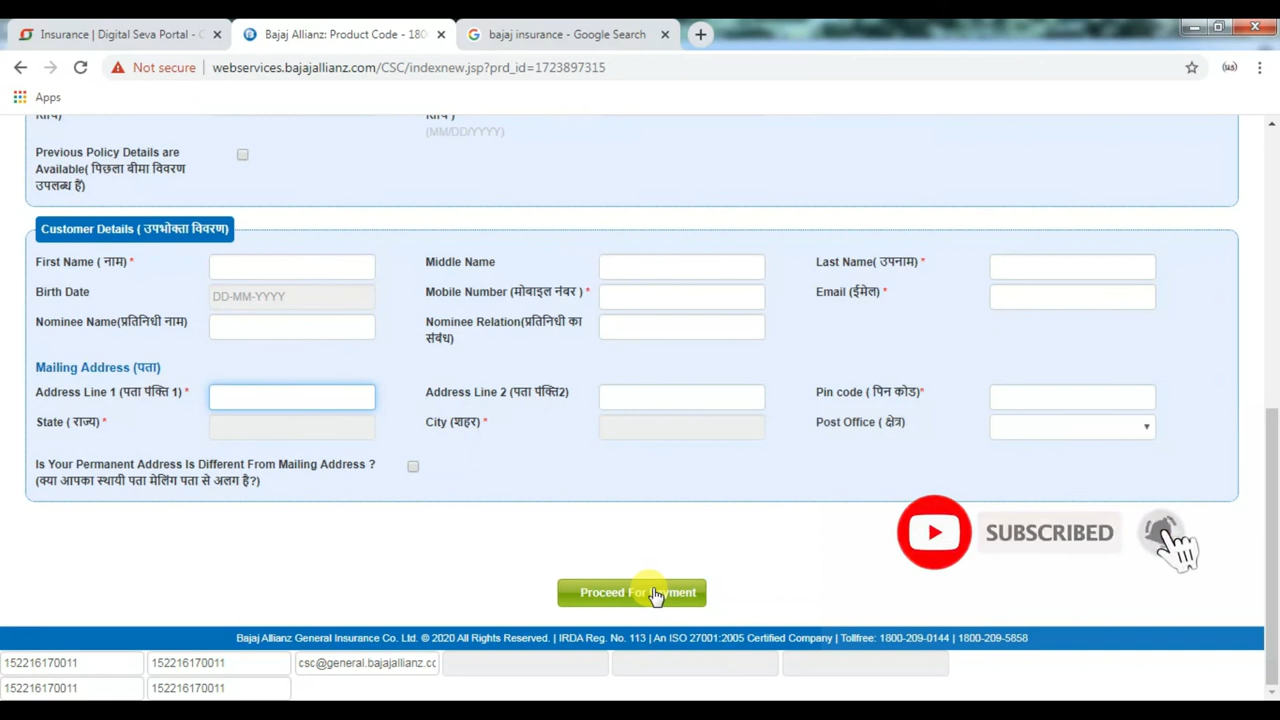 Insurance | Digital Seva Portal - C
Bajaj Allianz: Product Code - 180
bajaj insurance - Google Search
Not secure | webservices.bajajallianz.com/CSC/indexnew.jsp?prd_id=1723897315
Apps
(MM/DD/YYYY)
Previous Policy Details are
Available( पिछला बीमा विवरण
उपलब्ध हैं)
Customer Details ( उपभोक्ता विवरण)
First Name ( नाम) *
Middle Name
Last Name( उपनाम) *
Birth Date
DD-MM-YYYY
Mobile Number (मोबाइल नंबर ) *
Email (ईमेल) *
Nominee Name(प्रतिनिधी नाम)
Nominee Relation(प्रतिनिधी का
संबंध)
Mailing Address (पता)
Address Line 1 (पता पंक्ति 1) *
Address Line 2 (पता पंक्ति2)
Pin code ( पिन कोड)*
State ( राज्य) *
City (शहर) *
Post Office ( क्षेत्र)
Is Your Permanent Address Is Different From Mailing Address ?
(क्या आपका स्थायी पता मेलिंग पता से अलग है?)
SUBSCRIBED
Proceed For
Bajaj Allianz General Insurance Co. Ltd. © 2020 All Rights Reserved. | IRDA Reg. No. 113 | An ISO 27001:2005 Certified Company | Tollfree: 1800-209-0144 | 1800-209-5858
152216170011
152216170011
csc@general.bajajallianz.cc
152216170011
152216170011